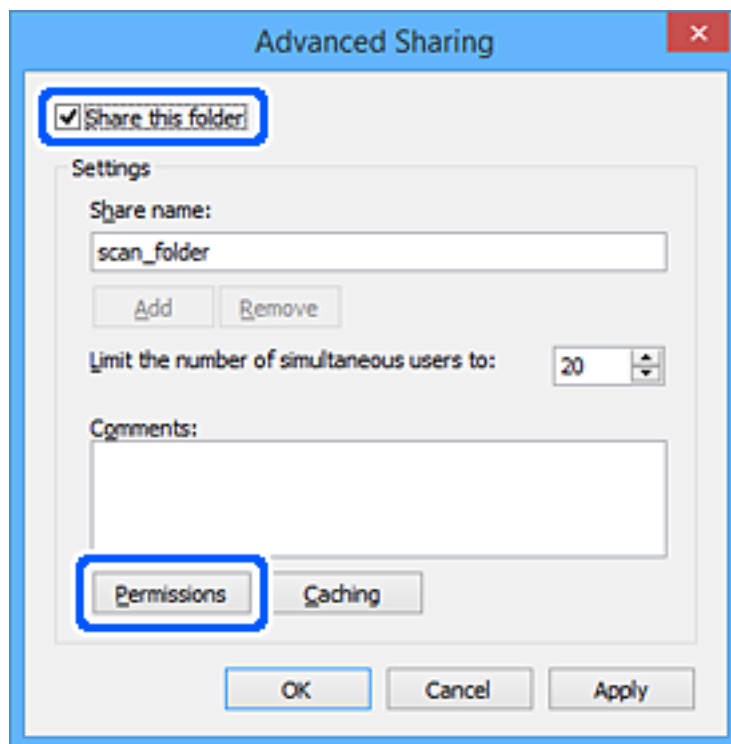 Advanced Sharing
Share this folder
Settings
Share name:
scan_folder
Add Remove
Limit the number of simultaneous users to: 20
Comments:
Permissions Caching
OK Cancel Apply